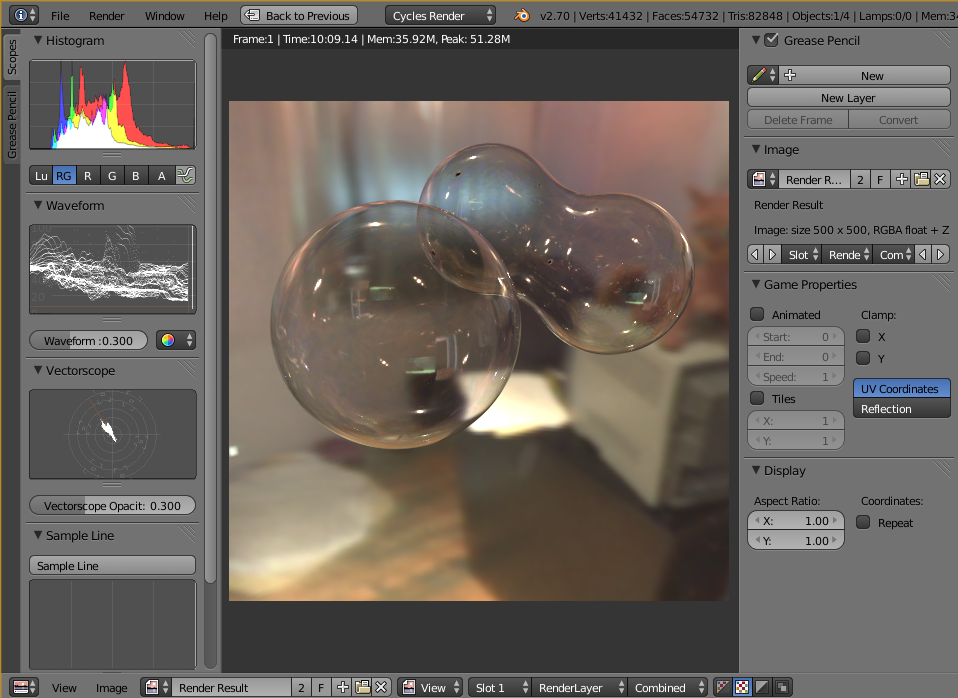 File Render Window Help Back to Previous Cycles Render v2.70 | Verts:41432 | Faces:54732 | Tris:82848 | Objects:1/4 | Lamps:0/0 |
Scopes
Grease Pencil
Histogram
Lu RG R G B A
Waveform
Waveform :0.300
Vectorscope
Vectorscope Opacit: 0.300
Sample Line
Sample Line
Frame:1 | Time:10:09.14 | Mem:35.92M, Peak: 51.28M
Grease Pencil
New
New Layer
Delete Frame Convert
Image
Render R... 2 F
Render Result
Image: size 500 x 500, RGBA float + Z
Slot Rende Com
Game Properties
Animated Clamp:
Start: 0 X
End: 0 Y
Speed: 1
Tiles UV Coordinates
X: 1 Reflection
Y: 1
Display
Aspect Ratio: Coordinates:
X: 1.00 Repeat
Y: 1.00
View Image Render Result 2 F View Slot 1 RenderLayer Combined